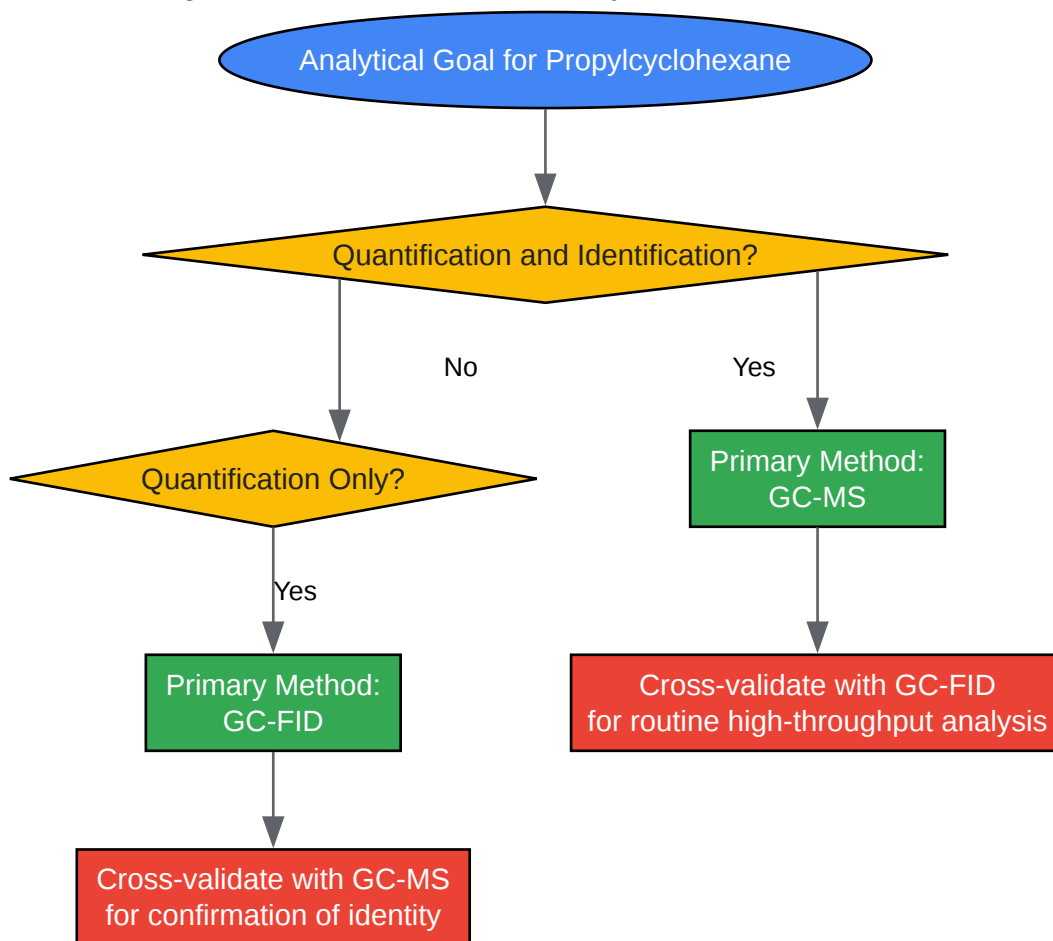 Analytical Goal for Propylcyclohexane
Quantification and Identification?
No
Yes
Quantification Only?
Primary Method:
GC-MS
Yes
Primary Method:
GC-FID
Cross-validate with GC-FID
for routine high-throughput analysis
Cross-validate with GC-MS
for confirmation of identity